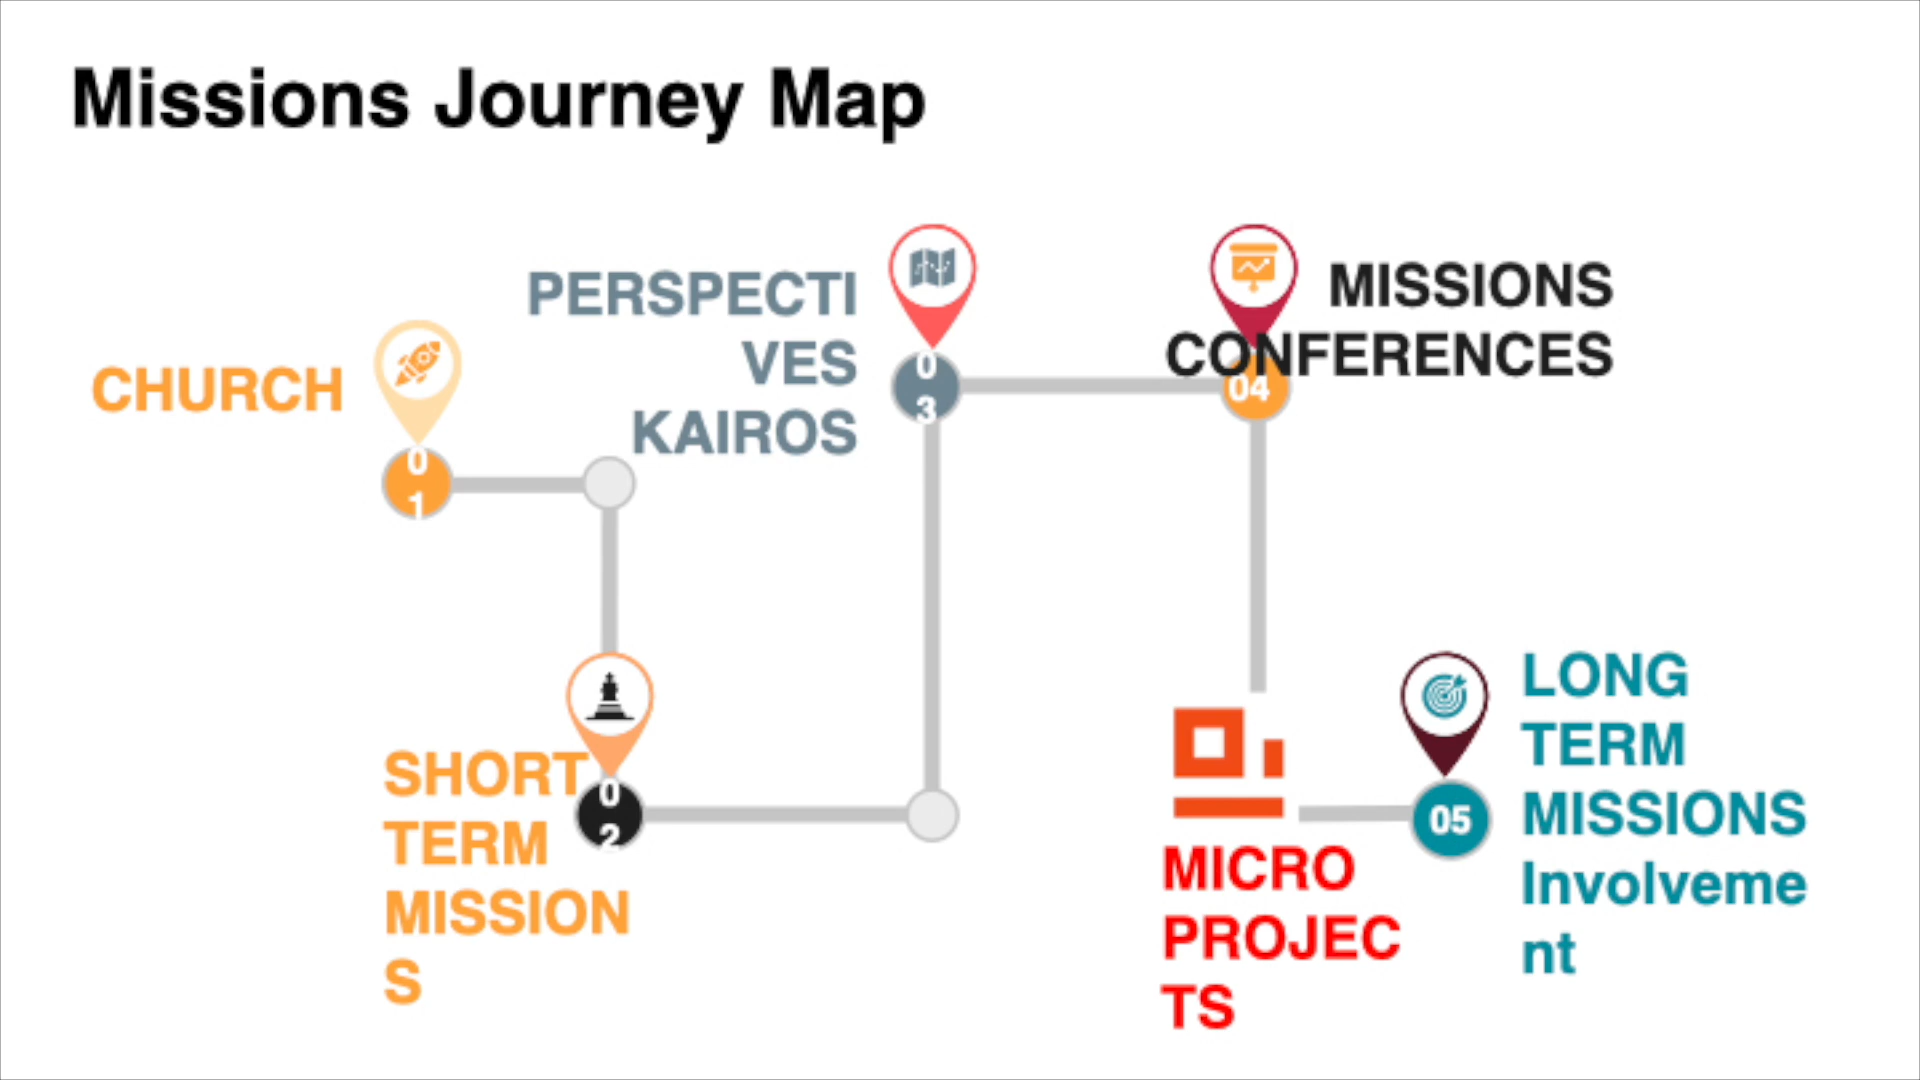 Missions Journey Map
CHURCH
0
1
SHORT
TERM
MISSION
S
0
2
PERSPECTI
VES
KAIROS
0
3
MISSIONS
CONFERENCES
04
MICRO
PROJEC
TS
05
LONG
TERM
MISSIONS
Involveme
nt